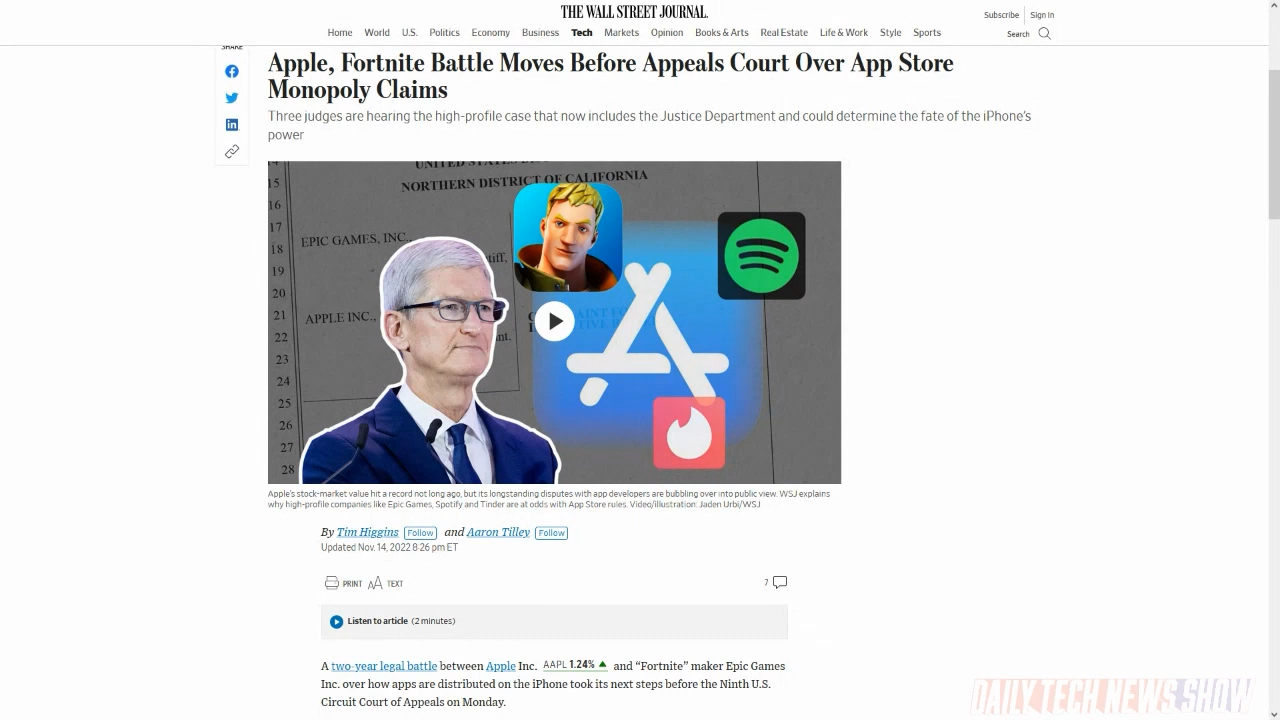 THE WALL STREET JOURNAL.
Subscribe Sign In
Home World U.S. Politics Economy Business Tech Markets Opinion Books & Arts Real Estate Life & Work Style Sports
Search
SHARE
Apple, Fortnite Battle Moves Before Appeals Court Over App Store
Monopoly Claims
Three judges are hearing the high-profile case that now includes the Justice Department and could determine the fate of the iPhone's
power
UNITED STATES
15 NORTHERN DISTRICT OF CALIFORNIA
16
17
18 EPIC GAMES, INC.,
19
20
21 APPLE INC.,
22
23
24
25
26
27
28
Apple's stock-market value hit a record not long ago, but its longstanding disputes with app developers are bubbling over into public view. WSJ explains
why high-profile companies like Epic Games, Spotify and Tinder are at odds with App Store rules. Video/illustration: Jaden Urbi/WSJ
By Tim Higgins Follow and Aaron Tilley Follow
Updated Nov. 14, 2022 8:26 pm ET
PRINT AA TEXT 7
Listen to article (2 minutes)
A two-year legal battle between Apple Inc. AAPL 1.24% ▲ and “Fortnite” maker Epic Games
Inc. over how apps are distributed on the iPhone took its next steps before the Ninth U.S.
Circuit Court of Appeals on Monday.
DAILY TECH NEWS SHOW